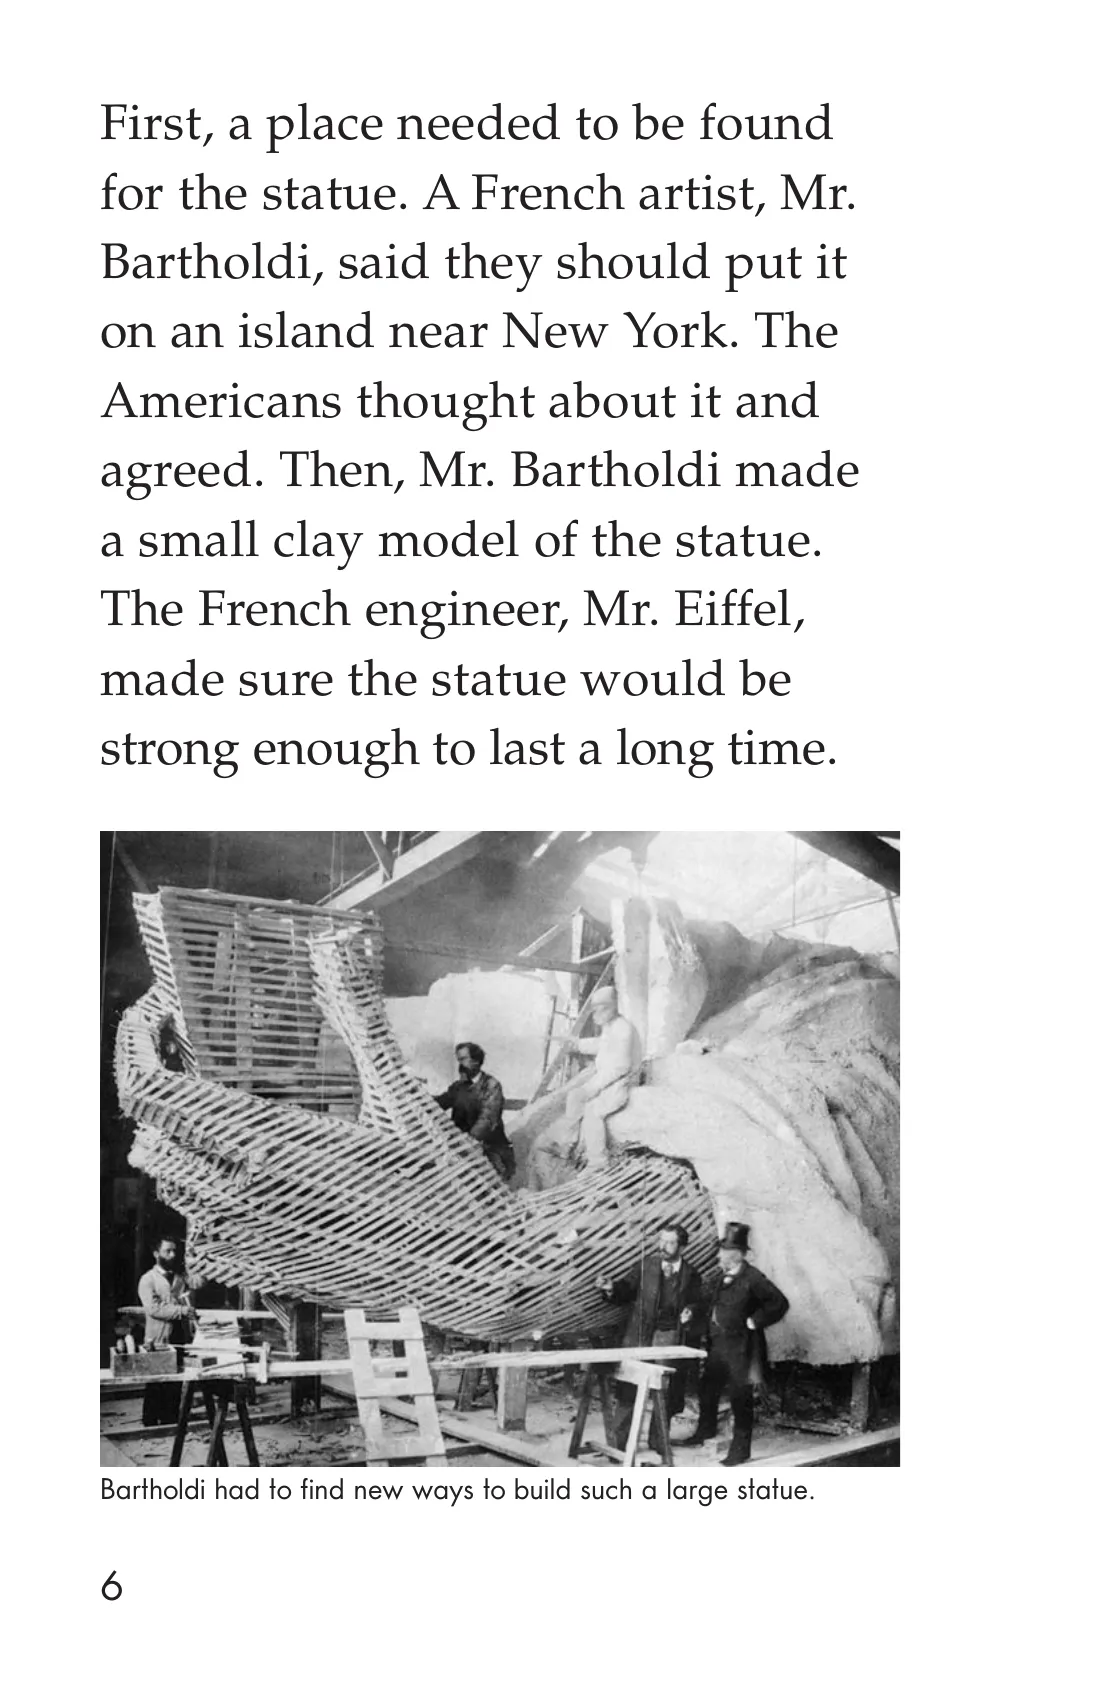 First, a place needed to be found
for the statue. A French artist, Mr.
Bartholdi, said they should put it
on an island near New York. The
Americans thought about it and
agreed. Then, Mr. Bartholdi made
a small clay model of the statue.
The French engineer, Mr. Eiffel,
made sure the statue would be
strong enough to last a long time.
Bartholdi had to find new ways to build such a large statue.
6